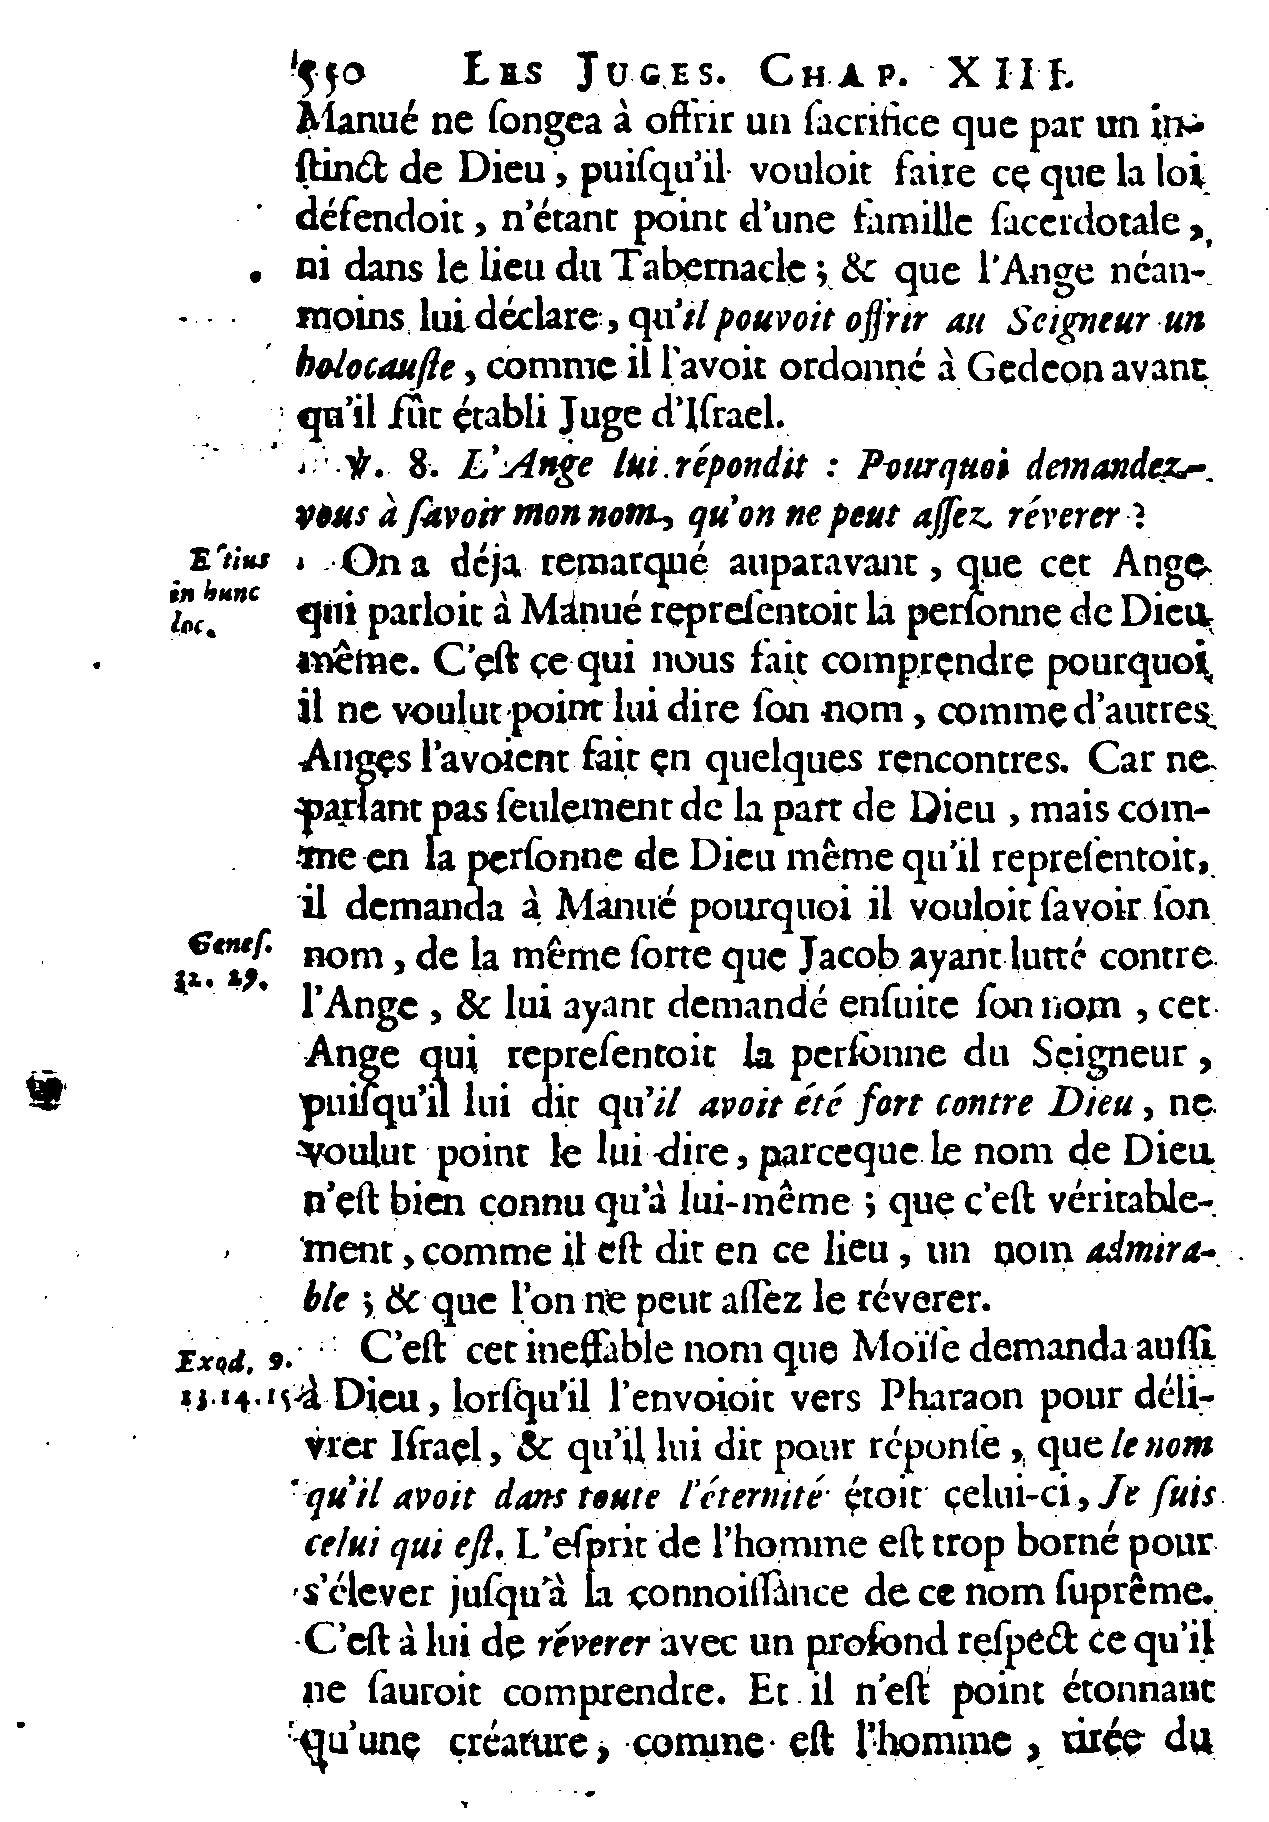 550 LES JUGES. CHAP. XIII.
Manué ne ſongea à offrir un ſacrifice que par un in-
ſtinct de Dieu, puiſqu'il vouloit faire ce que la loi
défendoit, n'étant point d'une famille ſacerdotale,
ni dans le lieu du Tabernacle ; & que l'Ange néan-
moins lui déclare, qu'il pouvoit offrir au Seigneur un
holocauſte, comme il l'avoit ordonné à Gedeon avant
qu'il fût établi Juge d'Iſrael.
℣. 8. L'Ange lui répondit : Pourquoi demandez-
vous à ſavoir mon nom, qu'on ne peut aſſez réverer ?
Eſtius
in hunc
loc.
On a déja remarqué auparavant, que cet Ange
qui parloit à Manué repreſentoit la perſonne de Dieu
même. C'eſt ce qui nous fait comprendre pourquoi
il ne voulut point lui dire ſon nom, comme d'autres
Anges l'avoient fait en quelques rencontres. Car ne
parlant pas ſeulement de la part de Dieu, mais com-
me en la perſonne de Dieu même qu'il repreſentoit,
il demanda à Manué pourquoi il vouloit ſavoir ſon
Geneſ.
32. 29.
nom, de la même ſorte que Jacob ayant lutté contre
l'Ange, & lui ayant demandé enſuite ſon nom, cet
Ange qui repreſentoit la perſonne du Seigneur,
puiſqu'il lui dit qu'il avoit été fort contre Dieu, ne
voulut point le lui dire, parceque le nom de Dieu
n'eſt bien connu qu'à lui-même ; que c'eſt véritable-
ment, comme il eſt dit en ce lieu, un nom admira-
ble ; & que l'on ne peut aſſez le réverer.
Exod. 9.
13.14.15
C'eſt cet ineffable nom que Moïſe demanda auſſi
à Dieu, lorſqu'il l'envoioit vers Pharaon pour déli-
vrer Iſrael, & qu'il lui dit pour réponſe, que le nom
qu'il avoit dans toute l'éternité étoit celui-ci, Je ſuis
celui qui eſt. L'eſprit de l'homme eſt trop borné pour
s'élever juſqu'à la connoiſſance de ce nom ſuprême.
C'eſt à lui de réverer avec un profond reſpect ce qu'il
ne ſauroit comprendre. Et il n'eſt point étonnant
qu'une créature, comme eſt l'homme, tirée du